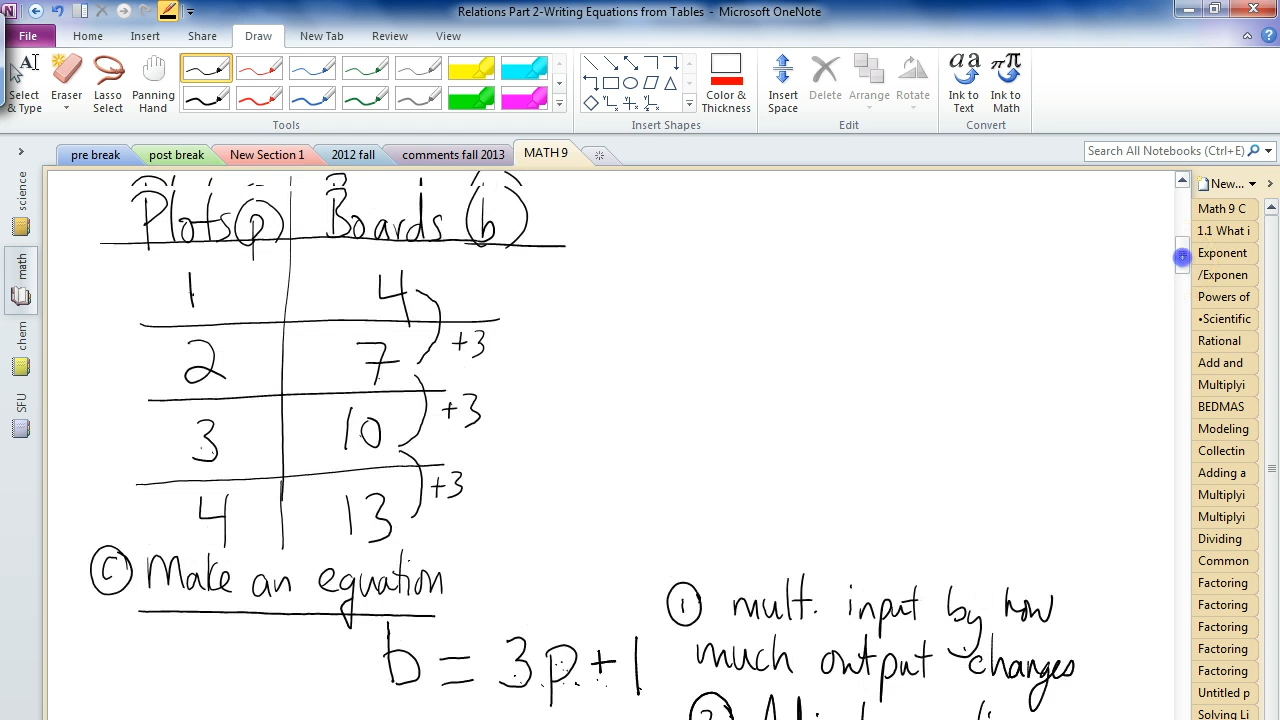 Relations Part 2-Writing Equations from Tables - Microsoft OneNote
File Home Insert Share Draw New Tab Review View
Select & Type
Eraser
Lasso Select
Panning Hand
Color & Thickness
Insert Space
Delete
Arrange
Rotate
Ink to Text
Ink to Math
Tools Insert Shapes Edit Convert
pre break post break New Section 1 2012 fall comments fall 2013 MATH 9
Search All Notebooks (Ctrl+E)
science
math
chem
SFU
Plots(p) Boards (b)
1 4
+3
2 7
+3
3 10
+3
4 13
C Make an equation
b = 3p+1
1 mult. input by how
much output changes
New...
Math 9 C
1.1 What i
Exponent
/Exponen
Powers of
•Scientific
Rational
Add and
Multiplyi
BEDMAS
Modeling
Collectin
Adding a
Multiplyi
Multiplyi
Dividing
Common
Factoring
Factoring
Factoring
Factoring
Factoring
Untitled p
Solving Li